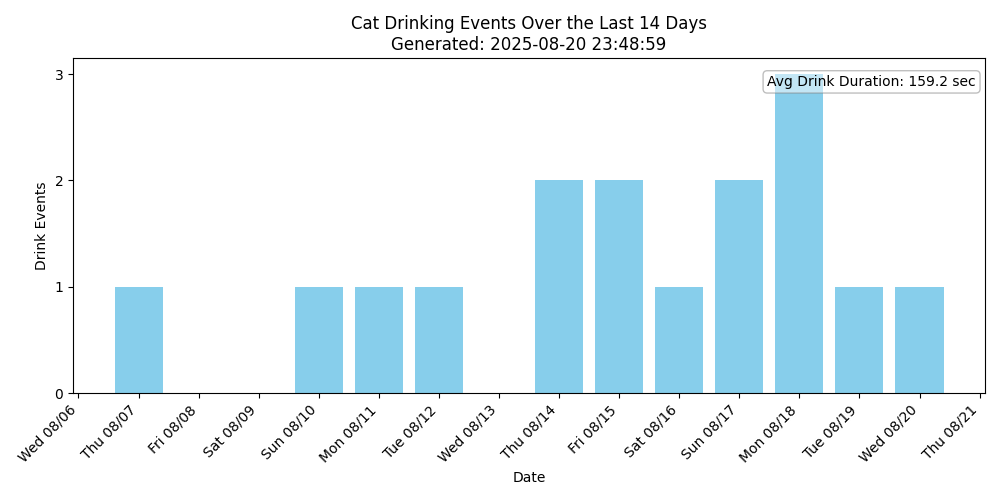 Cat Drinking Events Over the Last 14 Days
Generated: 2025-08-20 23:48:59
Avg Drink Duration: 159.2 sec
Drink Events
3
2
1
0
Wed 08/06
Thu 08/07
Fri 08/08
Sat 08/09
Sun 08/10
Mon 08/11
Tue 08/12
Wed 08/13
Thu 08/14
Fri 08/15
Sat 08/16
Sun 08/17
Mon 08/18
Tue 08/19
Wed 08/20
Thu 08/21
Date